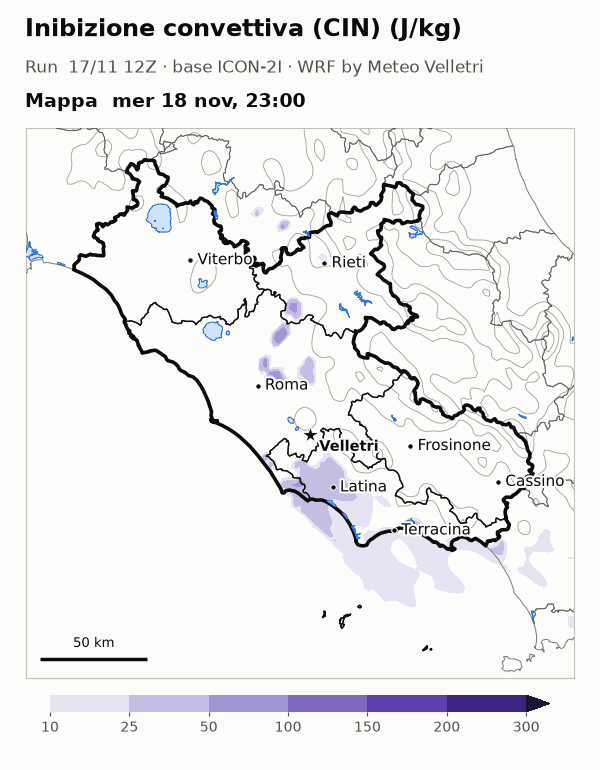 Inibizione convettiva (CIN) (J/kg)
Run  17/11 12Z · base ICON-2I · WRF by Meteo Velletri
Mappa  mer 18 nov, 23:00
Viterbo
Rieti
Roma
Velletri
Frosinone
Latina
Cassino
Terracina
50 km
10 25 50 100 150 200 300